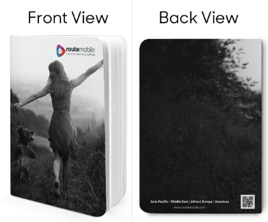 Front View
Back View
routemobile
Asia Pacific | Middle East | Africa | Europe | Americas